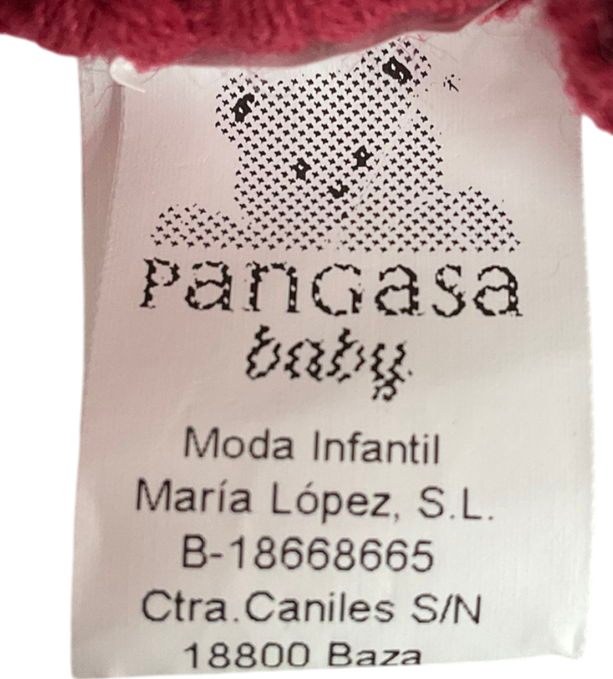 Pangasa
baby
Moda Infantil
María López, S.L.
B-18668665
Ctra.Caniles S/N
18800 Baza